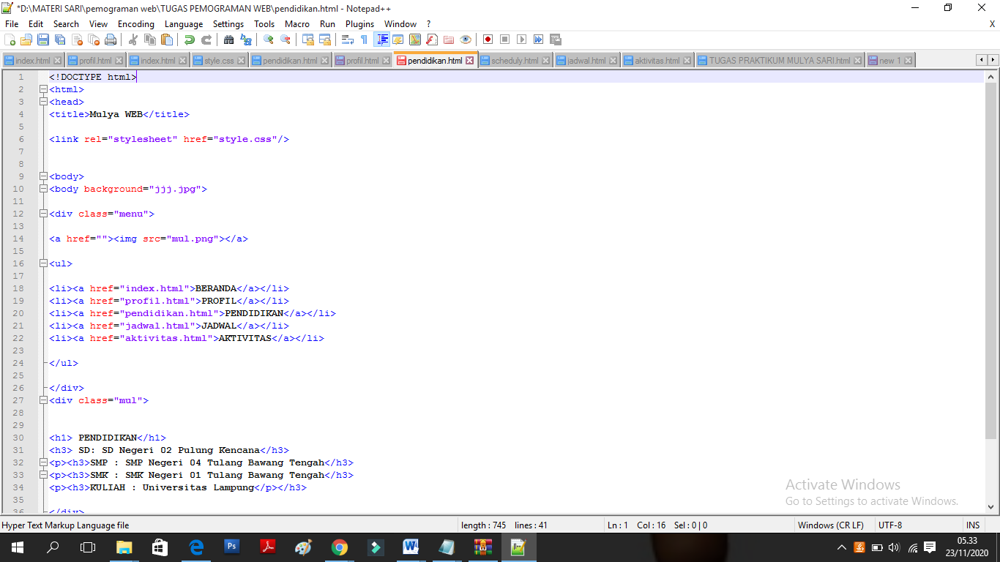 *D:\MATERI SARI\pemograman web\TUGAS PEMOGRAMAN WEB\pendidikan.html - Notepad++
File Edit Search View Encoding Language Settings Tools Macro Run Plugins Window ? X
index.html profil.html index.html style.css pendidikan.html profil.html pendidikan.html scheduly.html jadwal.html aktivitas.html TUGAS PRAKTIKUM MULYA SARI.html new 1
1 <!DOCTYPE html>
2 <html>
3 <head>
4 <title>Mulya WEB</title>
5
6 <link rel="stylesheet" href="style.css"/>
7
8
9 <body>
10 <body background="jjj.jpg">
11
12 <div class="menu">
13
14 <a href=""><img src="mul.png"></a>
15
16 <ul>
17
18 <li><a href="index.html">BERANDA</a></li>
19 <li><a href="profil.html">PROFIL</a></li>
20 <li><a href="pendidikan.html">PENDIDIKAN</a></li>
21 <li><a href="jadwal.html">JADWAL</a></li>
22 <li><a href="aktivitas.html">AKTIVITAS</a></li>
23
24 </ul>
25
26 </div>
27 <div class="mul">
28
29
30 <h1> PENDIDIKAN</h1>
31 <h3> SD: SD Negeri 02 Pulung Kencana</h3>
32 <p><h3>SMP : SMP Negeri 04 Tulang Bawang Tengah</h3>
33 <p><h3>SMK : SMK Negeri 01 Tulang Bawang Tengah</h3>
34 <p><h3>KULIAH : Universitas Lampung</p></h3>
35
36 </div>
Activate Windows
Go to Settings to activate Windows.
Hyper Text Markup Language file length : 745 lines : 41 Ln : 1 Col : 16 Sel : 0 | 0 Windows (CR LF) UTF-8 INS
05.33
23/11/2020